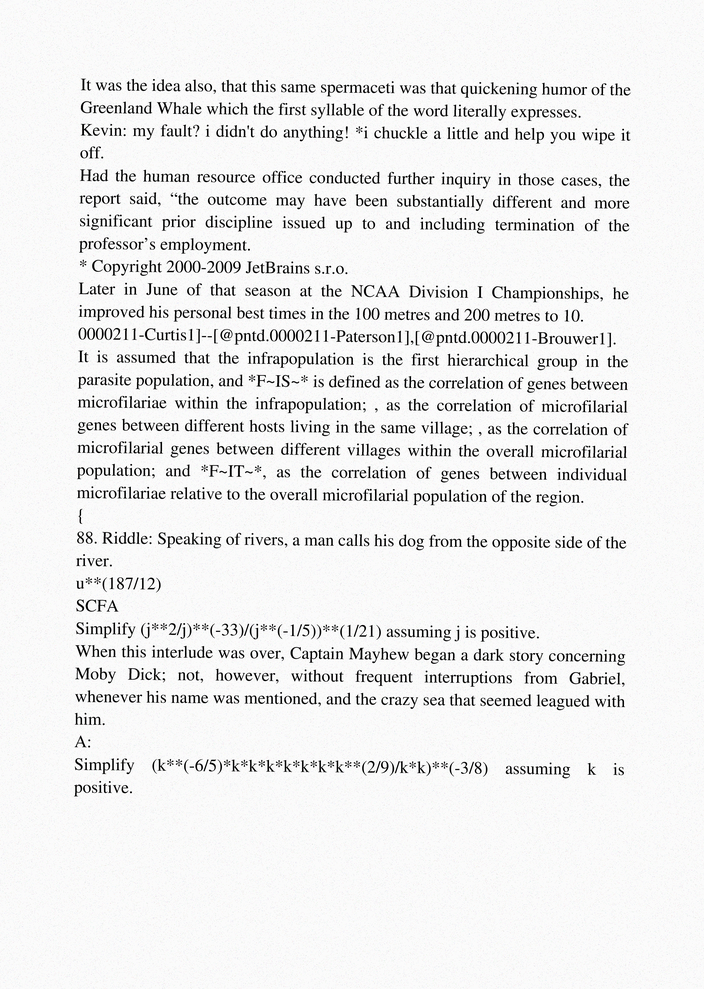 It was the idea also, that this same spermaceti was that quickening humor of the
Greenland Whale which the first syllable of the word literally expresses.
Kevin: my fault? i didn't do anything! *i chuckle a little and help you wipe it
off.
Had the human resource office conducted further inquiry in those cases, the
report said, “the outcome may have been substantially different and more
significant prior discipline issued up to and including termination of the
professor’s employment.
* Copyright 2000-2009 JetBrains s.r.o.
Later in June of that season at the NCAA Division I Championships, he
improved his personal best times in the 100 metres and 200 metres to 10.
0000211-Curtis1]--[@pntd.0000211-Paterson1],[@pntd.0000211-Brouwer1].
It is assumed that the infrapopulation is the first hierarchical group in the
parasite population, and *F~IS~* is defined as the correlation of genes between
microfilariae within the infrapopulation; , as the correlation of microfilarial
genes between different hosts living in the same village; , as the correlation of
microfilarial genes between different villages within the overall microfilarial
population; and *F~IT~*, as the correlation of genes between individual
microfilariae relative to the overall microfilarial population of the region.
{
88. Riddle: Speaking of rivers, a man calls his dog from the opposite side of the
river.
u**(187/12)
SCFA
Simplify (j**2/j)**(-33)/(j**(-1/5))**(1/21) assuming j is positive.
When this interlude was over, Captain Mayhew began a dark story concerning
Moby Dick; not, however, without frequent interruptions from Gabriel,
whenever his name was mentioned, and the crazy sea that seemed leagued with
him.
A:
Simplify (k**(-6/5)*k*k*k*k*k*k*k**(2/9)/k*k)**(-3/8) assuming k is
positive.